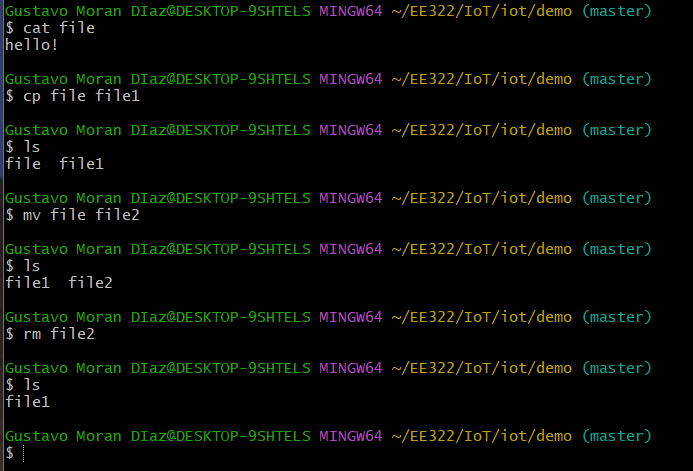 Gustavo Moran DIaz@DESKTOP-9SHTELS MINGW64 ~/EE322/IoT/iot/demo (master)
$ cat file
hello!
Gustavo Moran DIaz@DESKTOP-9SHTELS MINGW64 ~/EE322/IoT/iot/demo (master)
$ cp file file1
Gustavo Moran DIaz@DESKTOP-9SHTELS MINGW64 ~/EE322/IoT/iot/demo (master)
$ ls
file  file1
Gustavo Moran DIaz@DESKTOP-9SHTELS MINGW64 ~/EE322/IoT/iot/demo (master)
$ mv file file2
Gustavo Moran DIaz@DESKTOP-9SHTELS MINGW64 ~/EE322/IoT/iot/demo (master)
$ ls
file1  file2
Gustavo Moran DIaz@DESKTOP-9SHTELS MINGW64 ~/EE322/IoT/iot/demo (master)
$ rm file2
Gustavo Moran DIaz@DESKTOP-9SHTELS MINGW64 ~/EE322/IoT/iot/demo (master)
$ ls
file1
Gustavo Moran DIaz@DESKTOP-9SHTELS MINGW64 ~/EE322/IoT/iot/demo (master)
$